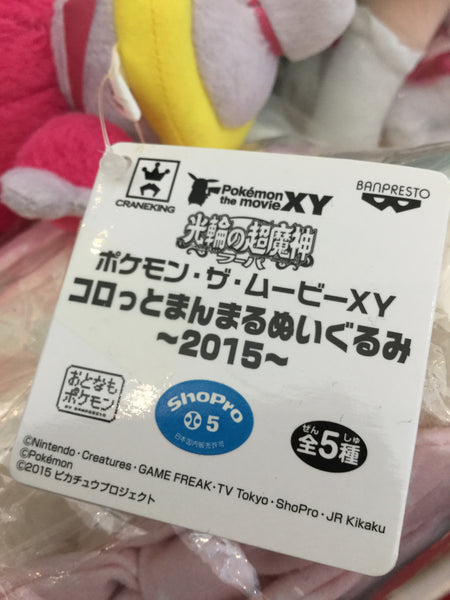 CRANEKING
Pokémon
the movie XY
BANPRESTO
光輪の超魔神
フーパ
ポケモン・ザ・ムービーXY
コロっとまんまるぬいぐるみ
～2015～
おとなも
ポケモン
BY BANPRESTO
ShoPro
5
日本国内販売許可
ぜん しゅ
全5種
©Nintendo・Creatures・GAME FREAK・TV Tokyo・ShoPro・JR Kikaku
©Pokémon
©2015 ピカチュウプロジェクト